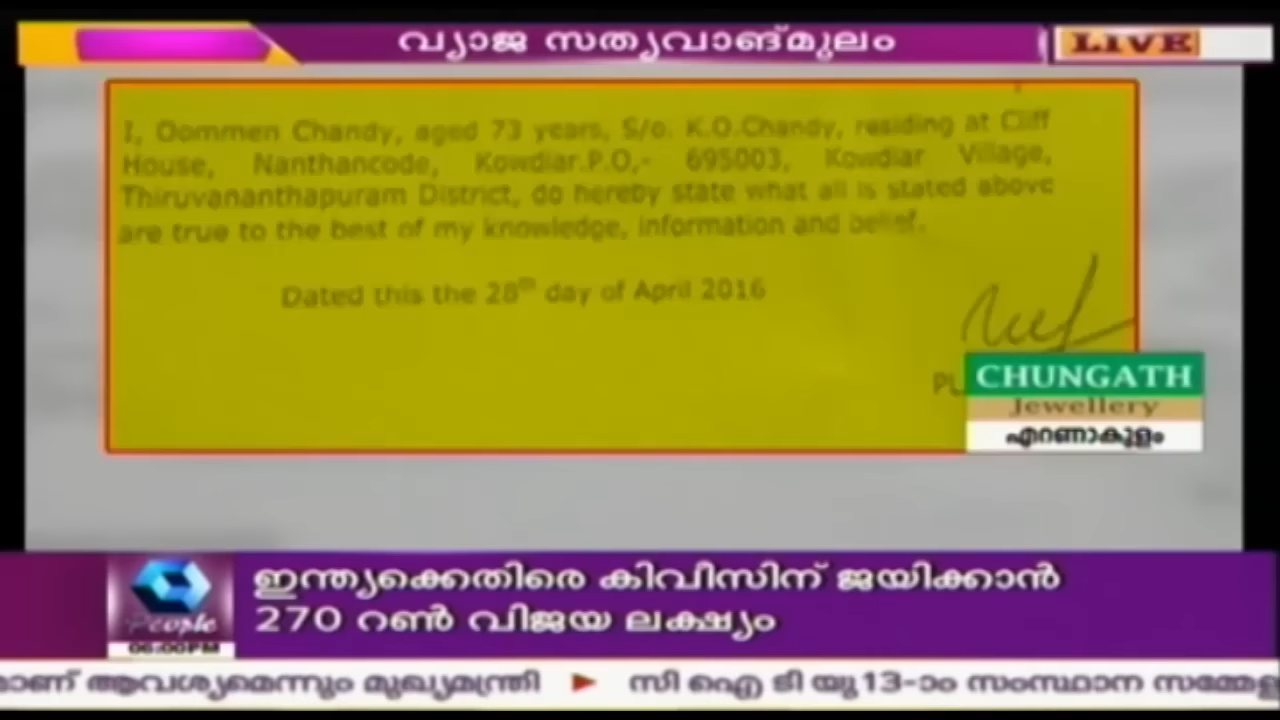 വ്യാജ സത്യവാങ്മൂലം
LIVE
I, Oommen Chandy, aged 73 years, S/o. K.O.Chandy, residing at Cliff
House, Nanthancode, Kowdiar.P.O,- 695003, Kowdiar Village,
Thiruvananthapuram District, do hereby state what all is stated above
are true to the best of my knowledge, information and belief.
Dated this the 28th day of April 2016
CHUNGATH
Jewellery
എറണാകുളം
ഇന്ത്യക്കെതിരെ കിവീസിന് ജയിക്കാൻ
270 റൺ വിജയ ലക്ഷ്യം
People
06:00PM
ആവശ്യമെന്നും മുഖ്യമന്ത്രി ▶ സി ഐ ടി യു 13-ാം സംസ്ഥാന